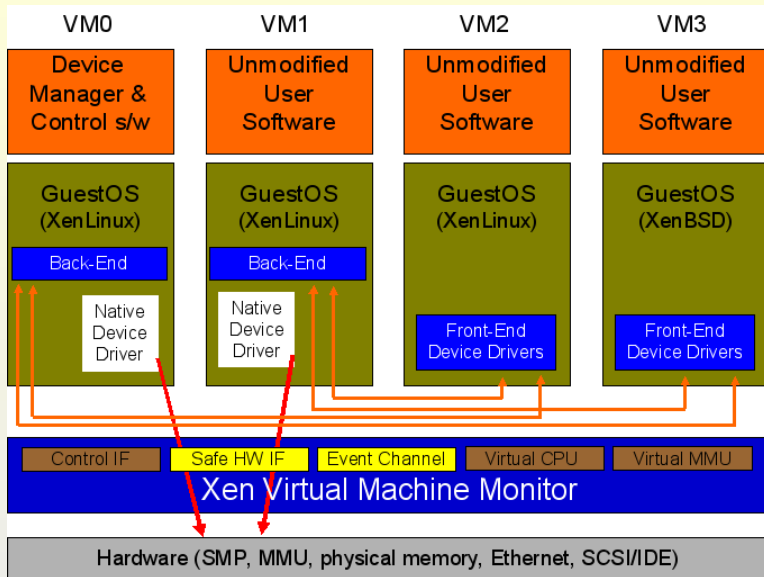 VM0
VM1
VM2
VM3
Device
Manager &
Control s/w
Unmodified
User
Software
Unmodified
User
Software
Unmodified
User
Software
GuestOS
(XenLinux)
Back-End
Native
Device
Driver
GuestOS
(XenLinux)
Back-End
Native
Device
Driver
GuestOS
(XenLinux)
Front-End
Device Drivers
GuestOS
(XenBSD)
Front-End
Device Drivers
Control IF
Safe HW IF
Event Channel
Virtual CPU
Virtual MMU
Xen Virtual Machine Monitor
Hardware (SMP, MMU, physical memory, Ethernet, SCSI/IDE)